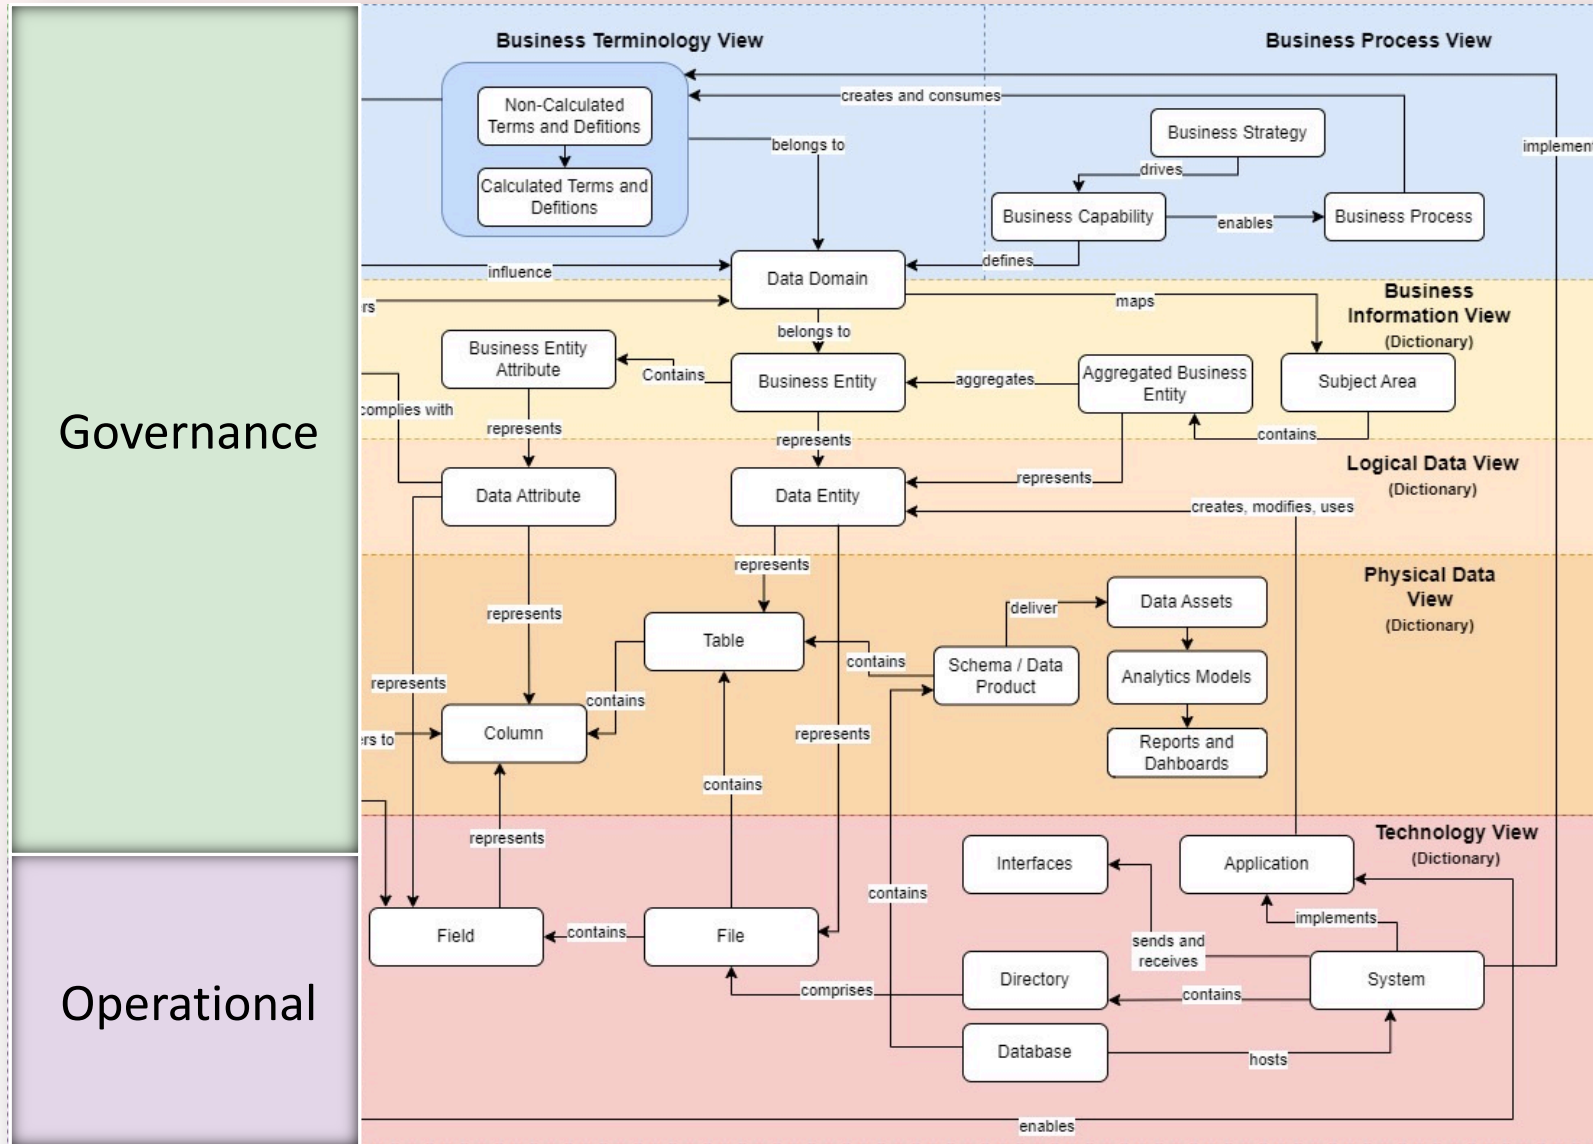 Governance
Operational
Business Terminology View
Business Process View
Non-Calculated
Terms and Defitions
Calculated Terms and
Defitions
creates and consumes
belongs to
Business Strategy
drives
implement
Business Capability
enables
Business Process
influence
defines
Data Domain
rs
maps
Business
Information View
(Dictionary)
belongs to
Business Entity
Attribute
Contains
Business Entity
aggregates
Aggregated Business
Entity
Subject Area
complies with
represents
represents
contains
Logical Data View
(Dictionary)
Data Attribute
Data Entity
represents
creates, modifies, uses
represents
Physical Data
View
(Dictionary)
represents
deliver
Data Assets
Table
contains
Schema / Data
Product
Analytics Models
represents
contains
ers to
Column
represents
Reports and
Dahboards
contains
represents
Technology View
(Dictionary)
Interfaces
Application
contains
Field
contains
File
implements
sends and
receives
Directory
System
comprises
contains
Database
hosts
enables